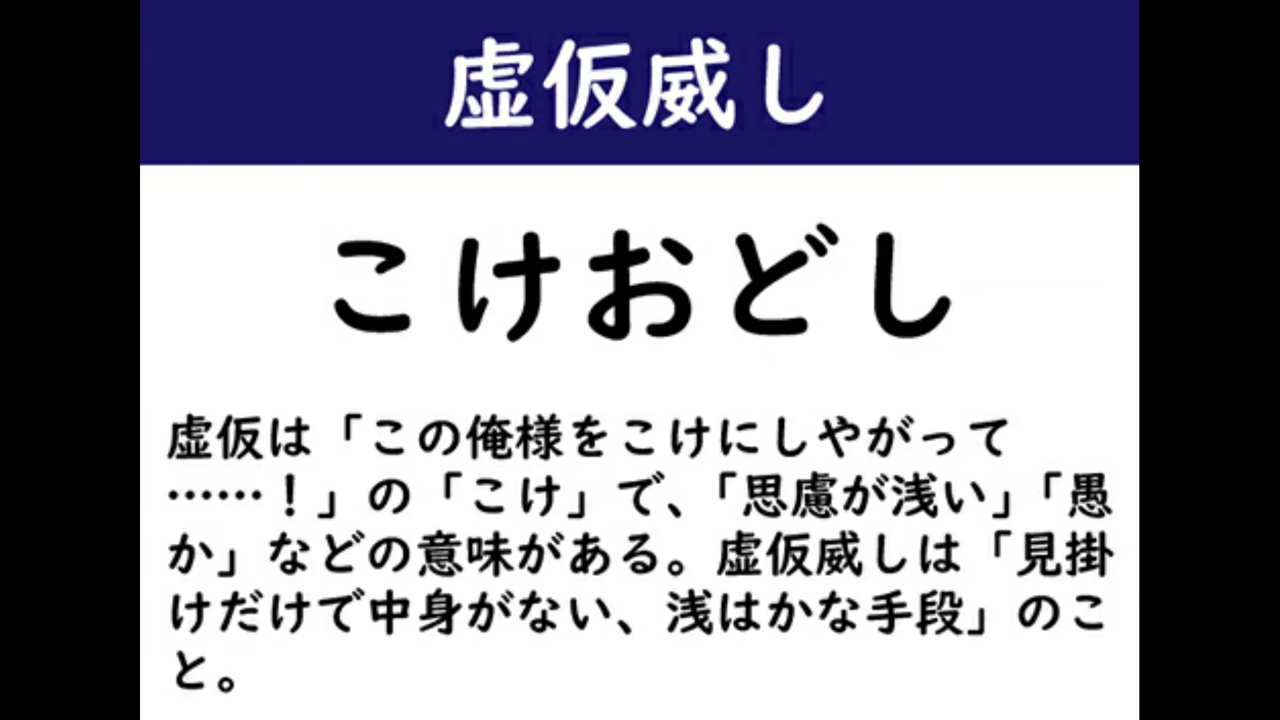 虚仮威し
こけおどし
虚仮は「この俺様をこけにしやがって
……！」の「こけ」で、「思慮が浅い」「愚
か」などの意味がある。虚仮威しは「見掛
けだけで中身がない、浅はかな手段」のこ
と。